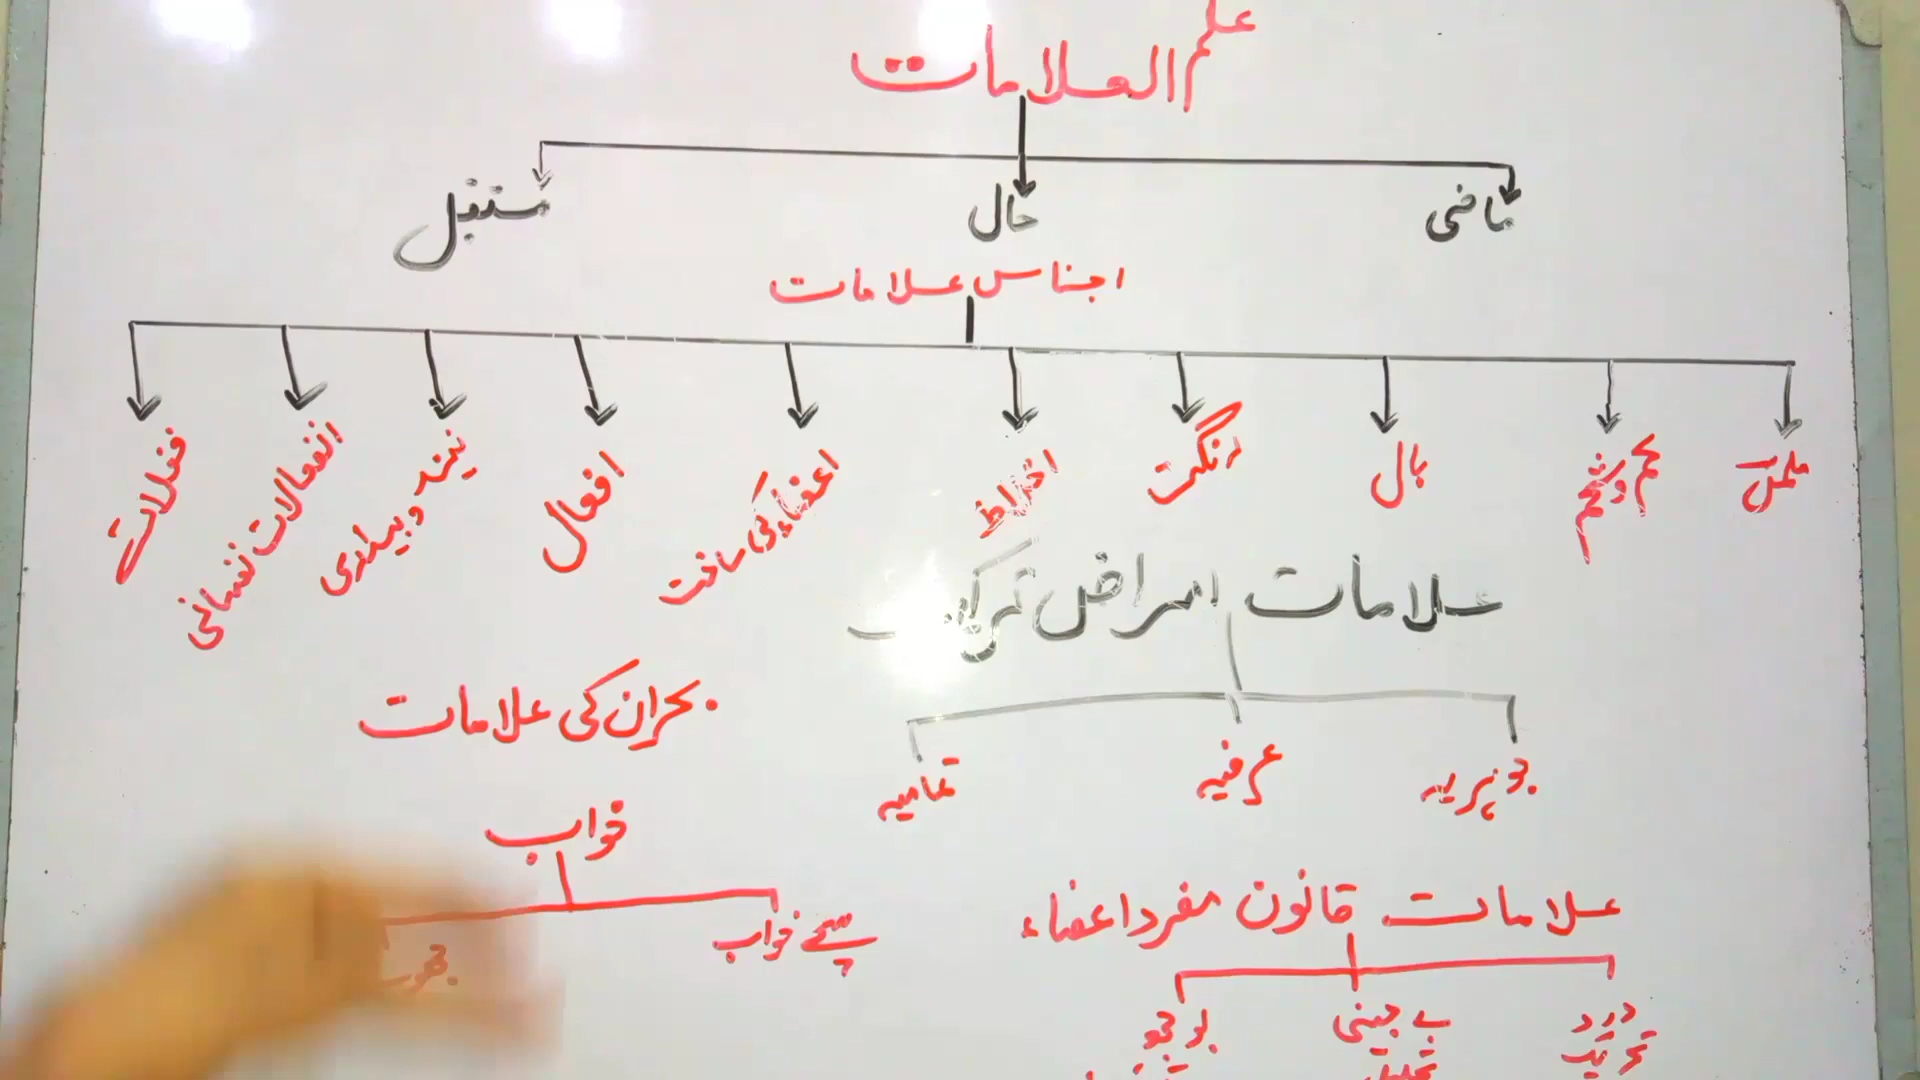 علم العلامات
ماضی حال مستقبل
اجناس علامات
ملمس لحم و شحم بال رنگت اعضاء کی ساخت افعال نیند و بیداری انفعالات نفسانی فضلات
علامات امراض ترکیب
جوہریہ عرضیہ تمامیہ
بحران کی علامات
خواب
سچے خواب
علامات قانون مفرد اعضاء
درد بے چینی بوجھ
تحریک تحلیل